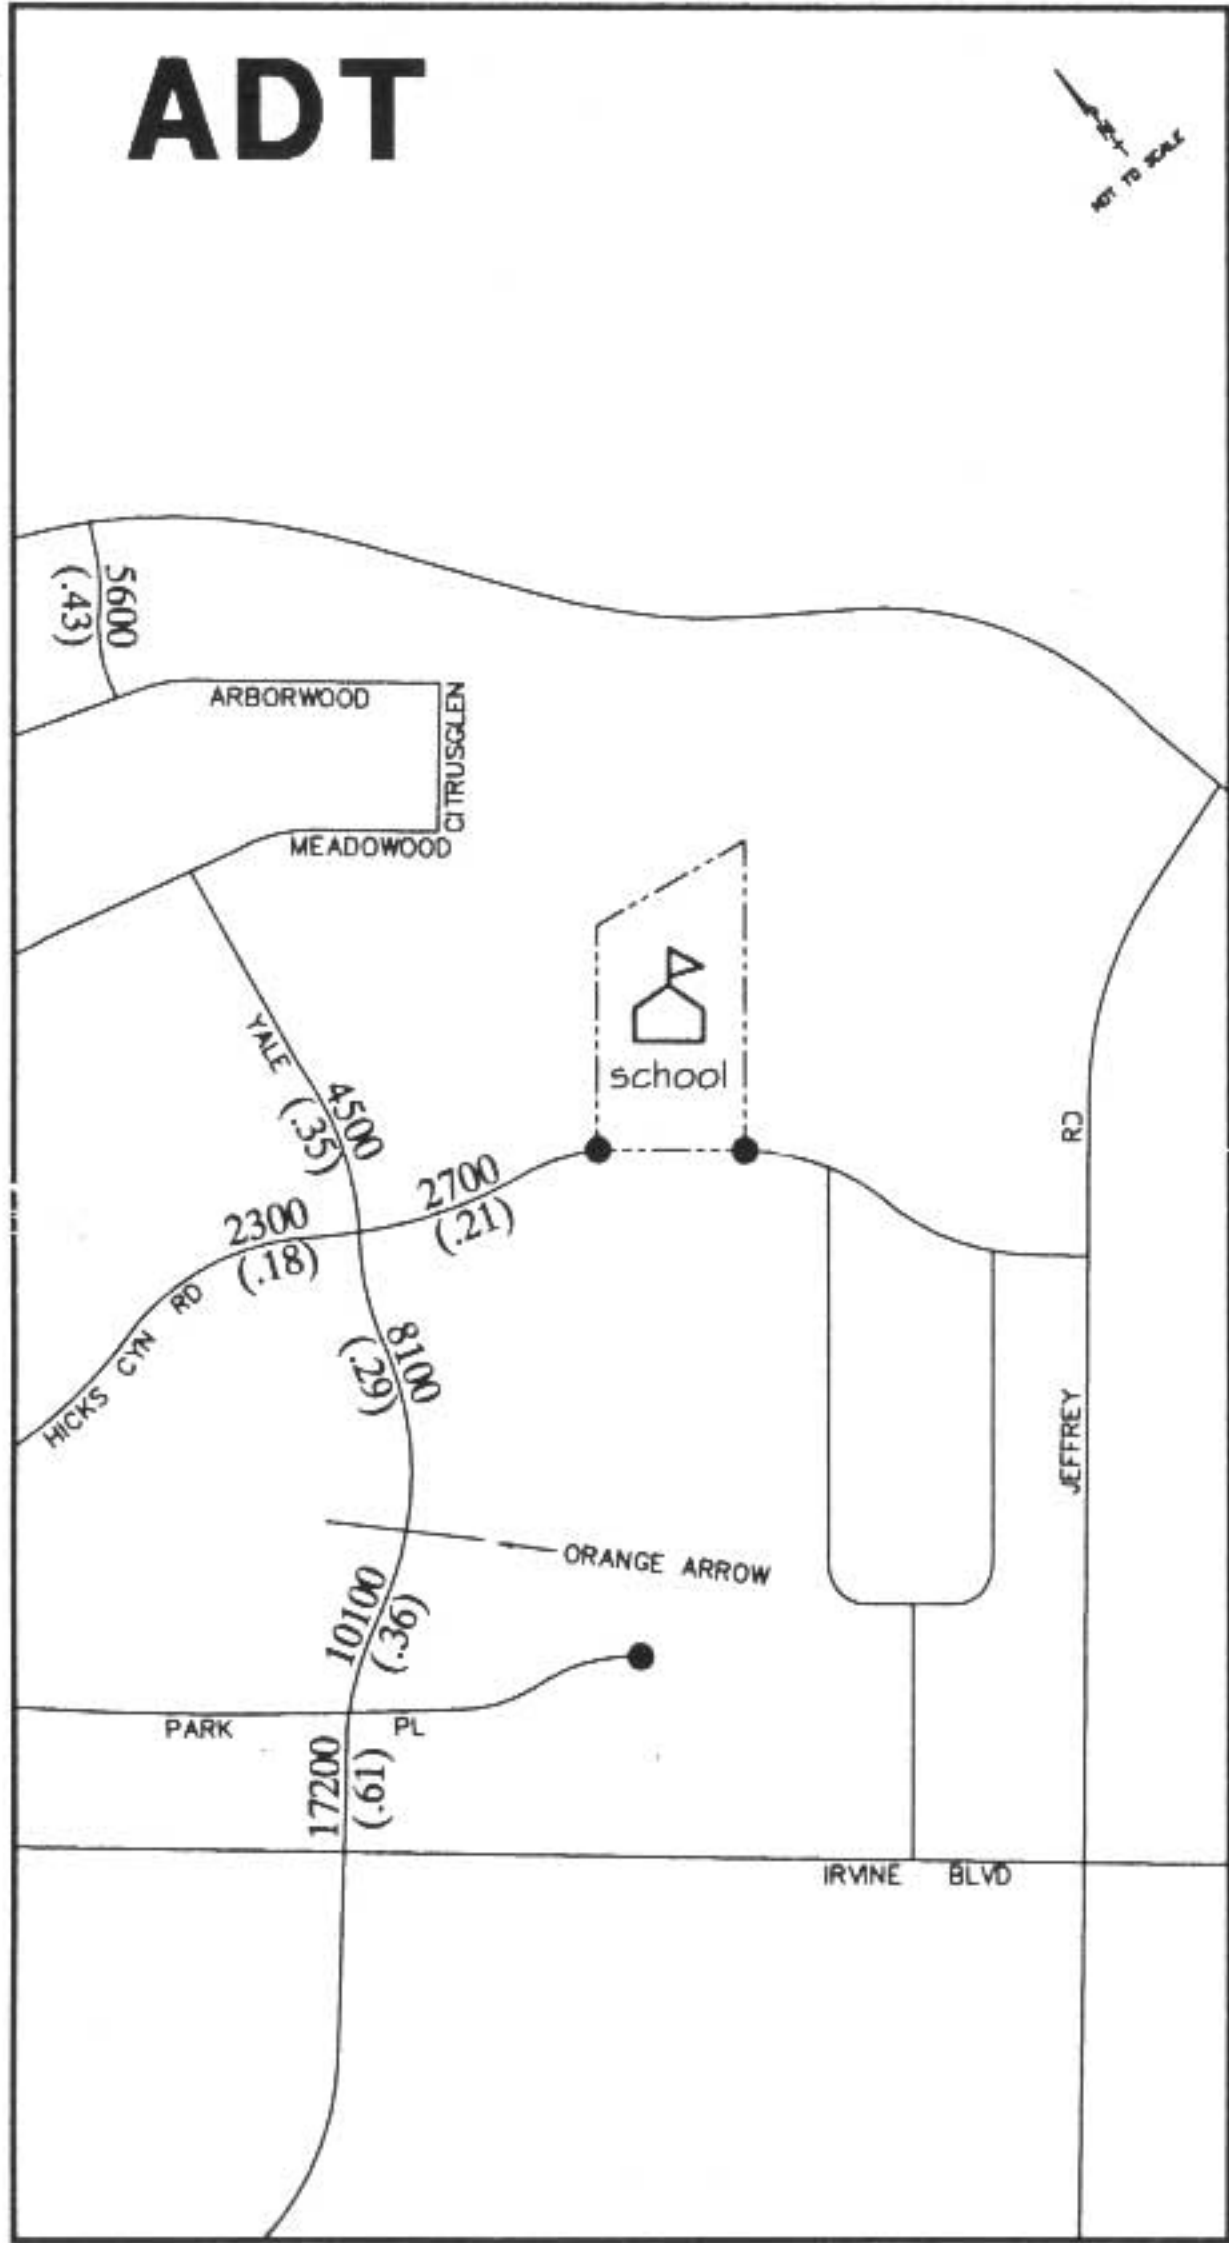 ADT
NOT TO SCALE
5600
(.43)
ARBORWOOD
CITRUSGLEN
MEADOWOOD
school
YALE
4500
(.35)
RD
2700
(.21)
2300
(.18)
HICKS CYN RD
8100
(.29)
JEFFREY
ORANGE ARROW
10100
(.36)
PARK PL
17200
(.61)
IRVINE BLVD